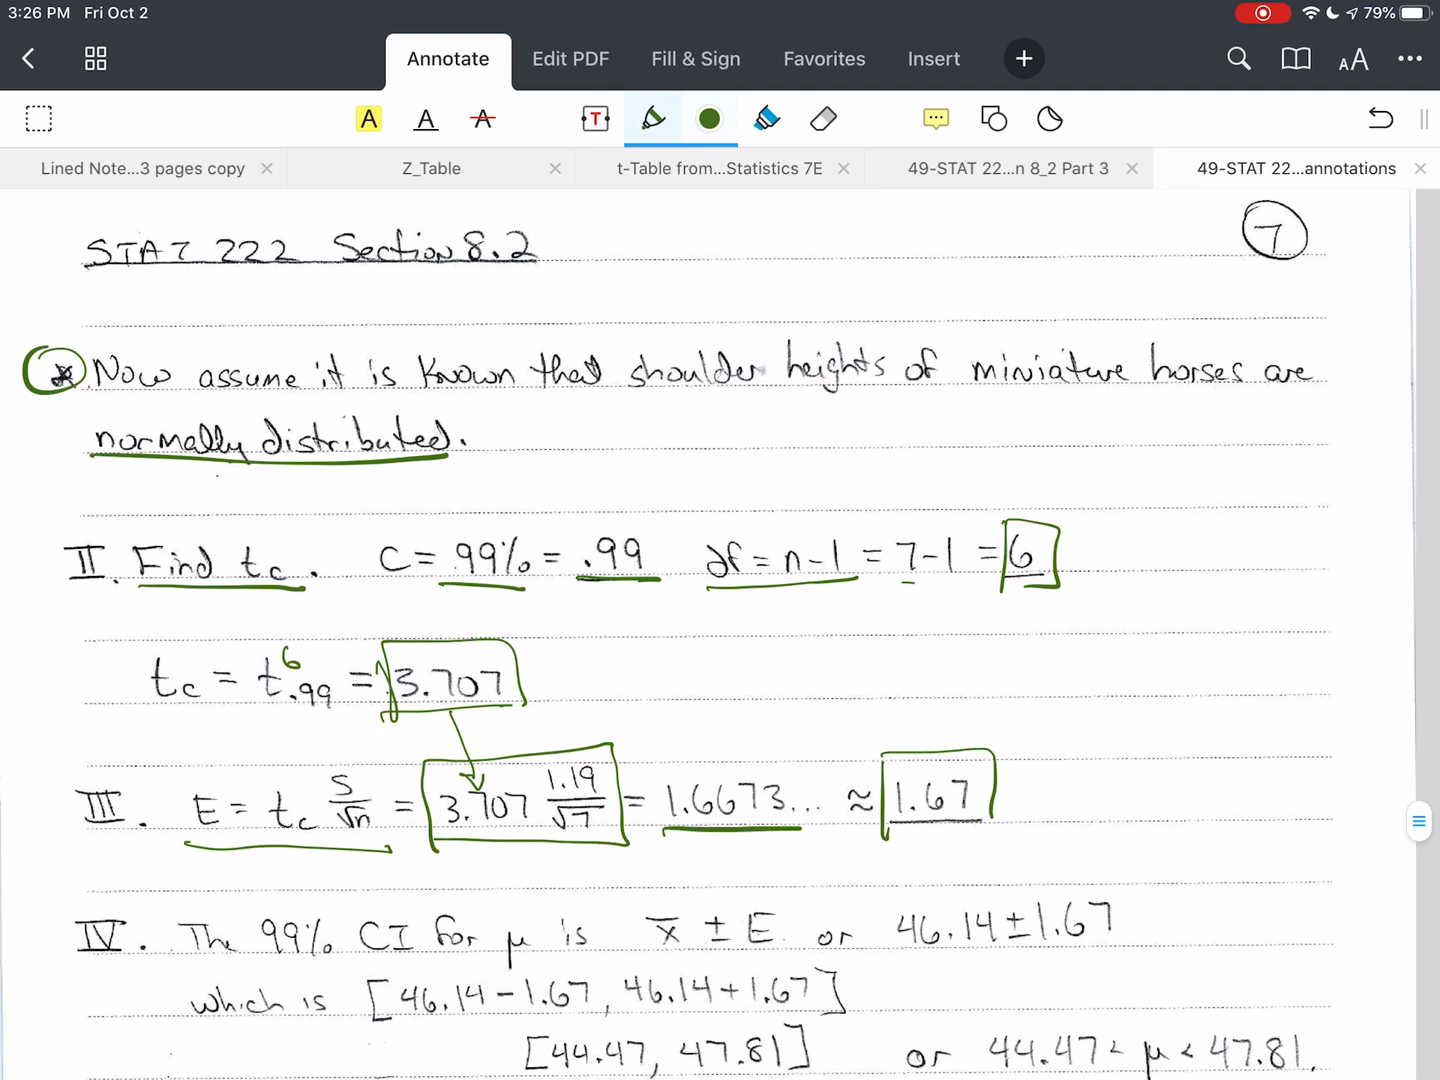 3:26 PM Fri Oct 2 79%
Annotate Edit PDF Fill & Sign Favorites Insert
A A A T
Lined Note...3 pages copy Z_Table t-Table from...Statistics 7E 49-STAT 22...n 8_2 Part 3 49-STAT 22...annotations
STAT 222 Section 8.2 7
* Now assume it is known that shoulder heights of miniature horses are
normally distributed.
II. Find tc. C = 99% = .99 df = n-1 = 7-1 = 6
tc = t⁶.99 = 3.707
III. E = tc s/√n = 3.707 1.19/√7 = 1.6673... ≈ 1.67
IV. The 99% CI for μ is x̄ ± E or 46.14 ± 1.67
which is [46.14-1.67, 46.14+1.67]
[44.47, 47.81] or 44.47 < μ < 47.81.